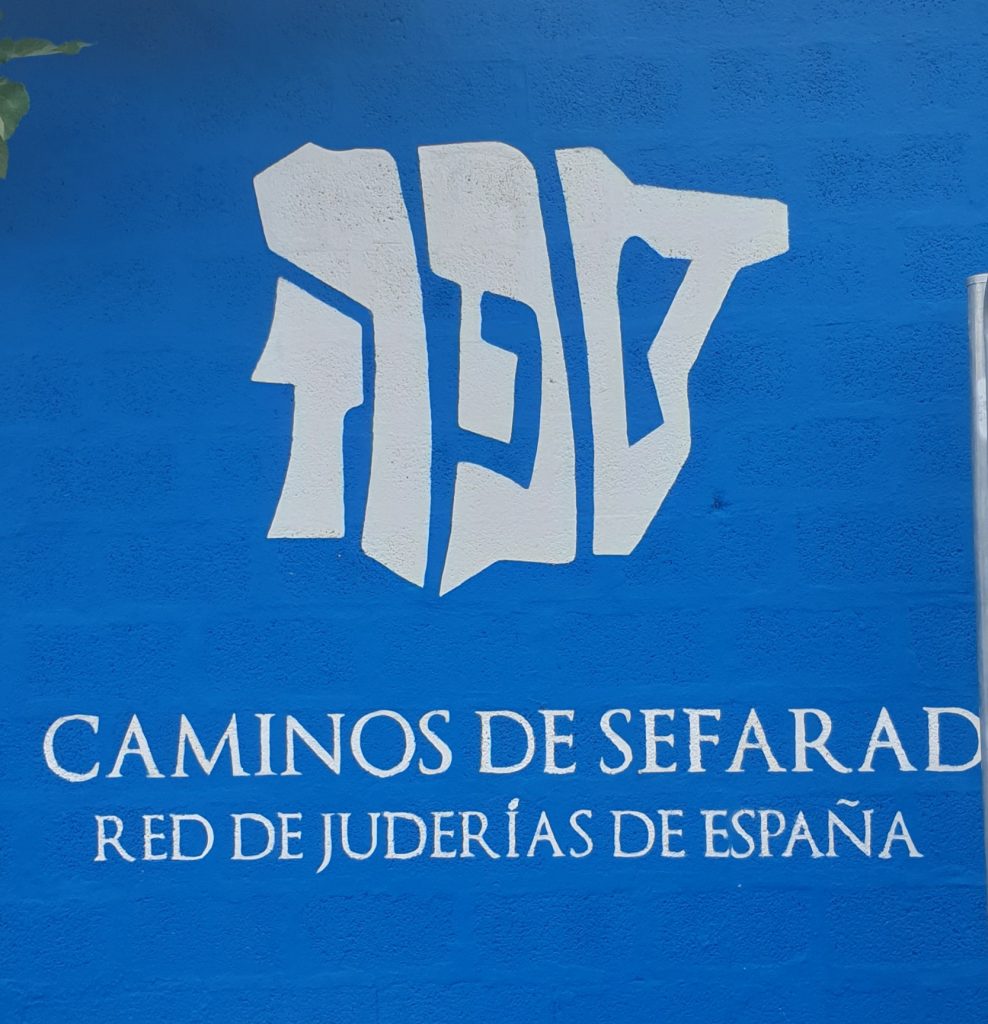 ספרד
CAMINOS DE SEFARAD
RED DE JUDERÍAS DE ESPAÑA